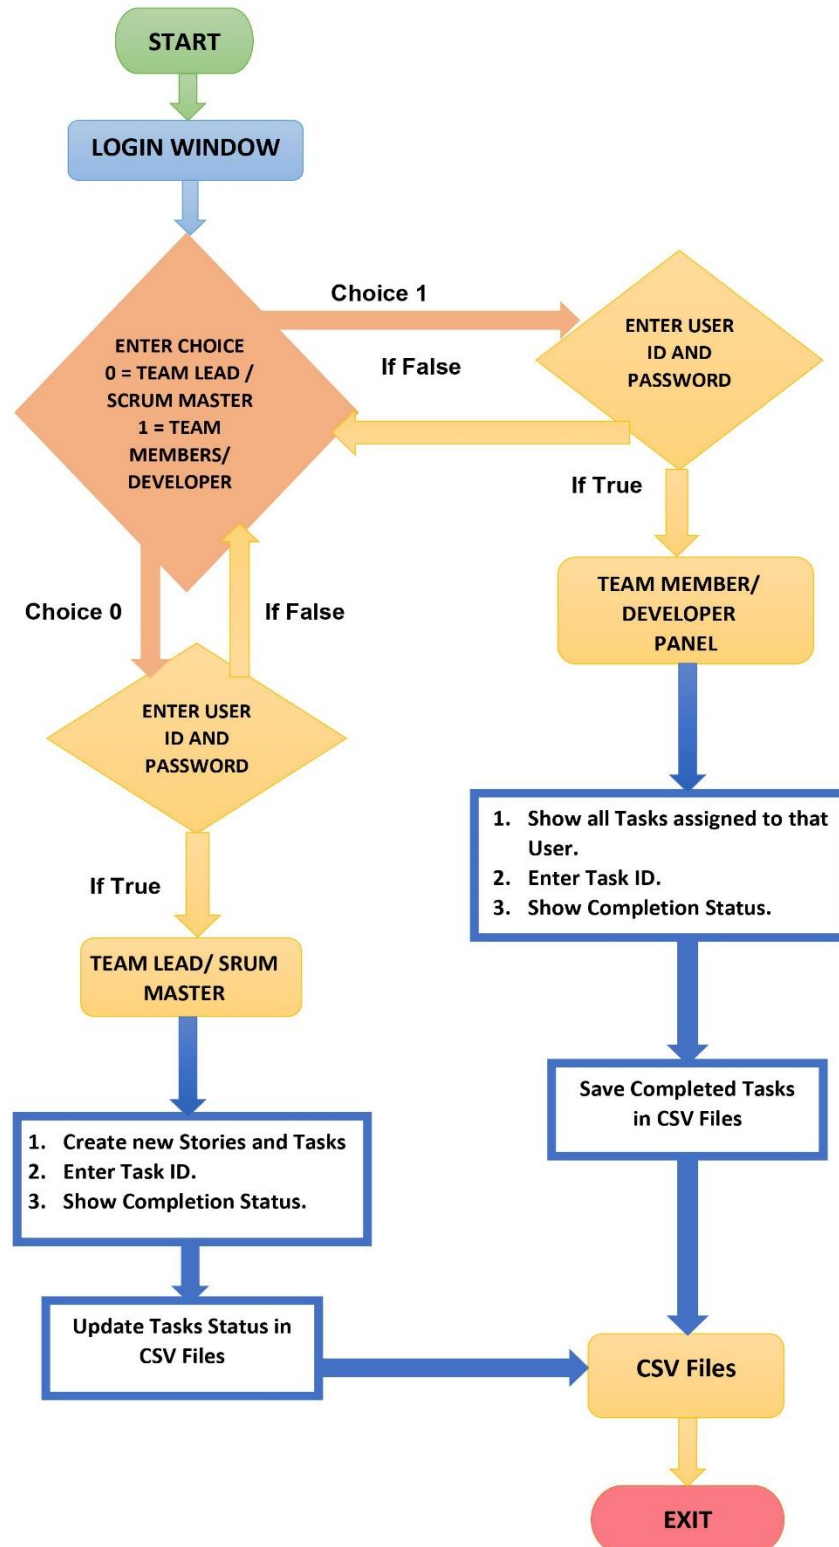 START
LOGIN WINDOW
Choice 1
ENTER CHOICE
0 = TEAM LEAD /
SCRUM MASTER
1 = TEAM
MEMBERS/
DEVELOPER
ENTER USER
ID AND
PASSWORD
If False
If True
TEAM MEMBER/
DEVELOPER
PANEL
Choice 0
If False
ENTER USER
ID AND
PASSWORD
1. Show all Tasks assigned to that
User.
2. Enter Task ID.
3. Show Completion Status.
If True
TEAM LEAD/ SRUM
MASTER
Save Completed Tasks
in CSV Files
1. Create new Stories and Tasks
2. Enter Task ID.
3. Show Completion Status.
Update Tasks Status in
CSV Files
CSV Files
EXIT